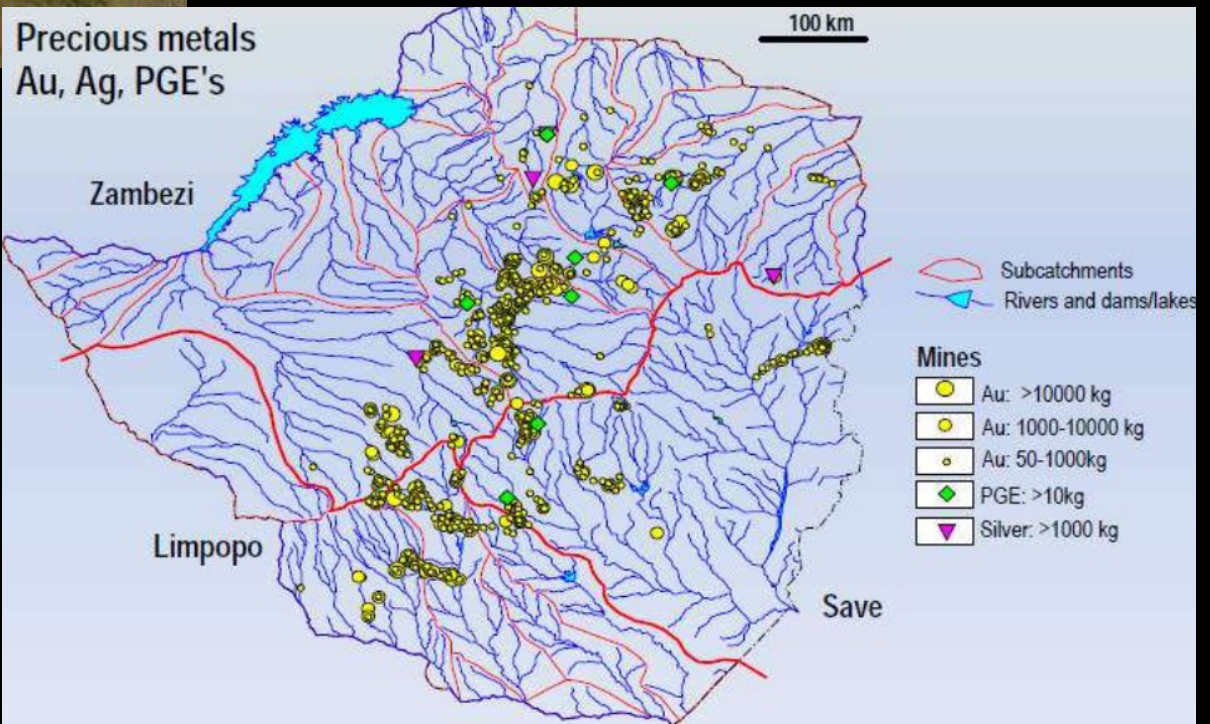 Precious metals
Au, Ag, PGE's
100 km
Zambezi
Subcatchments
Rivers and dams/lakes
Mines
Au: >10000 kg
Au: 1000-10000 kg
Au: 50-1000kg
PGE: >10kg
Silver: >1000 kg
Limpopo
Save